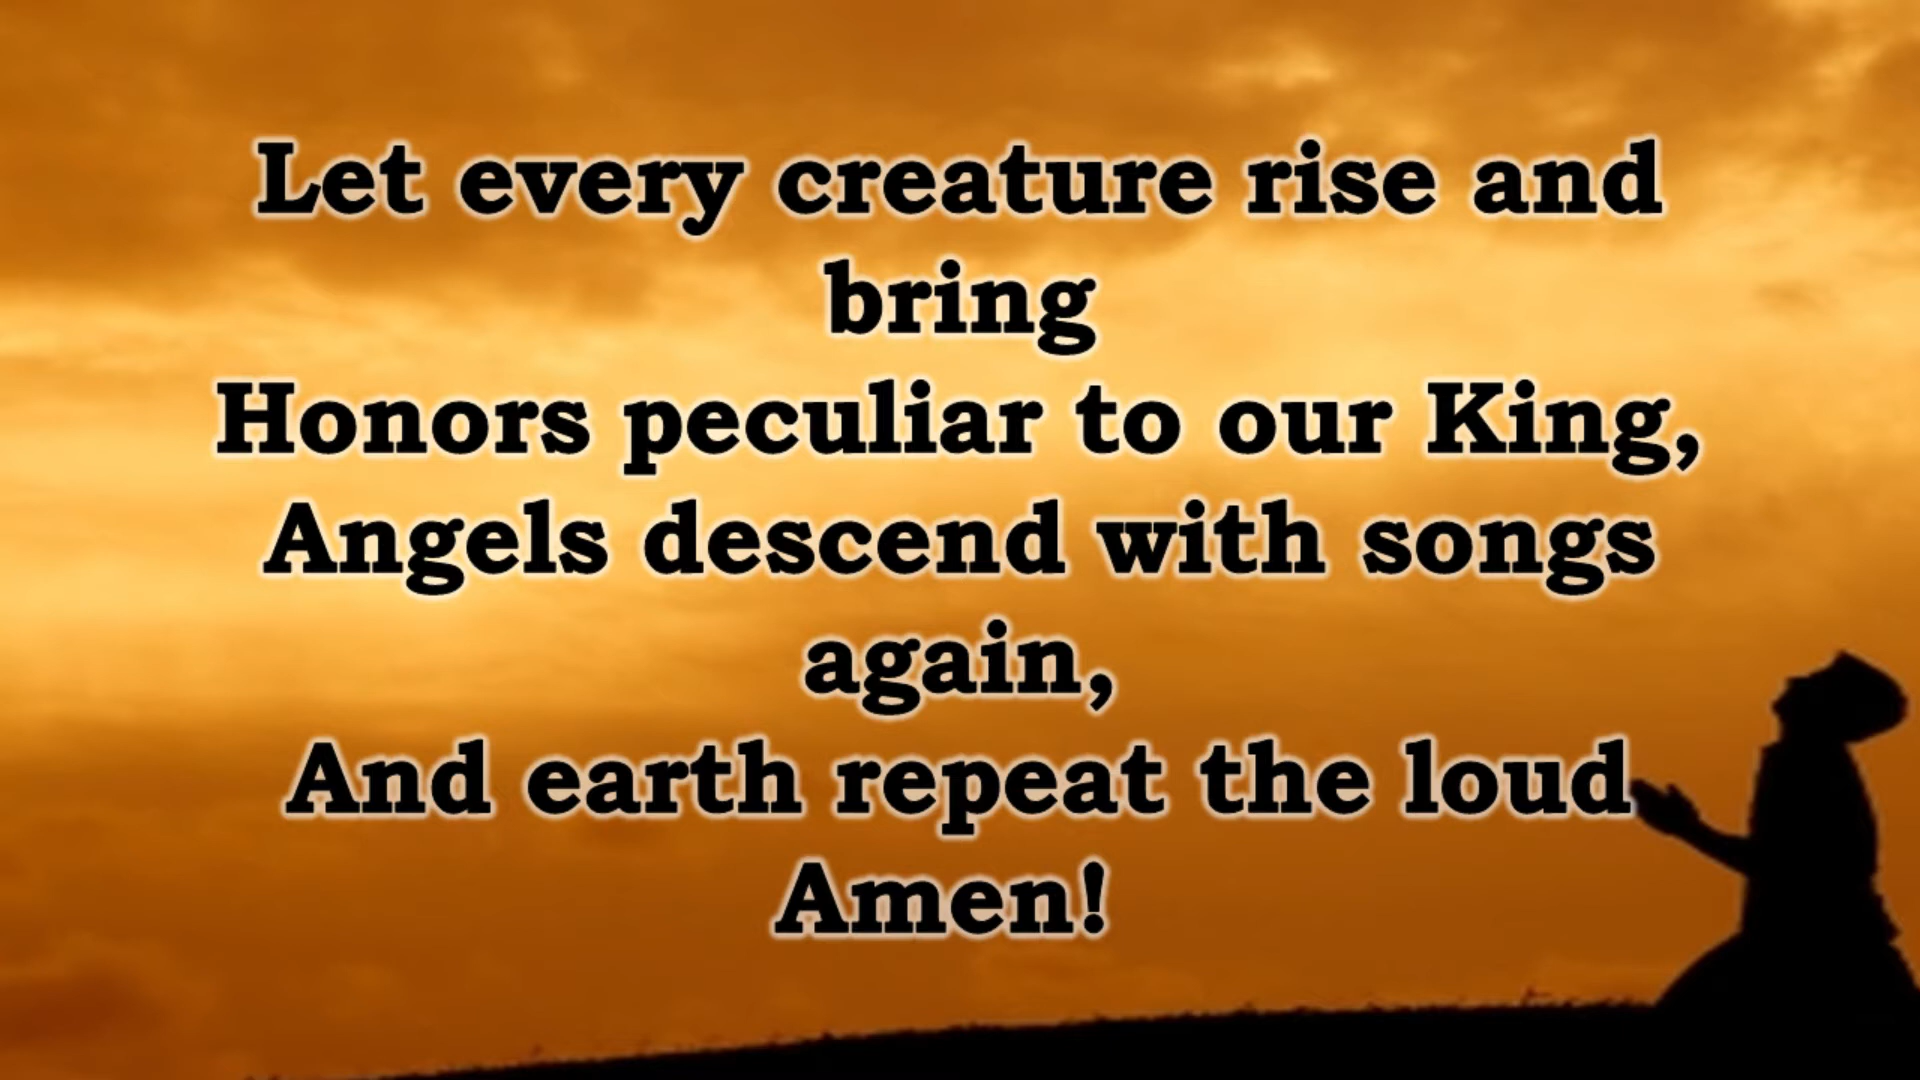 Let every creature rise and
bring
Honors peculiar to our King,
Angels descend with songs
again,
And earth repeat the loud
Amen!